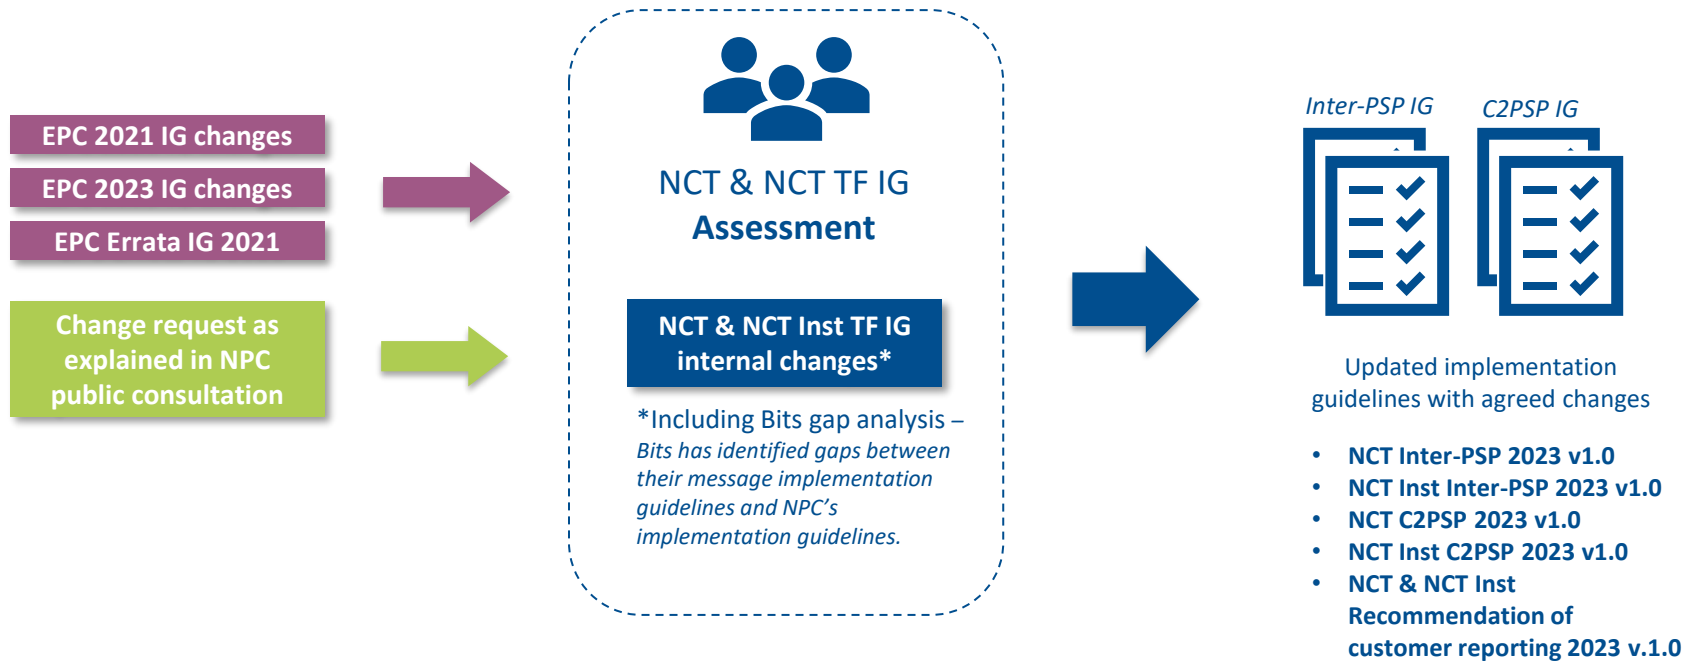 EPC 2021 IG changes
EPC 2023 IG changes
EPC Errata IG 2021
Change request as
explained in NPC
public consultation
NCT & NCT TF IG
Assessment
NCT & NCT Inst TF IG
internal changes*
*Including Bits gap analysis –
Bits has identified gaps between
their message implementation
guidelines and NPC's
implementation guidelines.
Inter-PSP IG
C2PSP IG
Updated implementation
guidelines with agreed changes
• NCT Inter-PSP 2023 v1.0
• NCT Inst Inter-PSP 2023 v1.0
• NCT C2PSP 2023 v1.0
• NCT Inst C2PSP 2023 v1.0
• NCT & NCT Inst
Recommendation of
customer reporting 2023 v.1.0